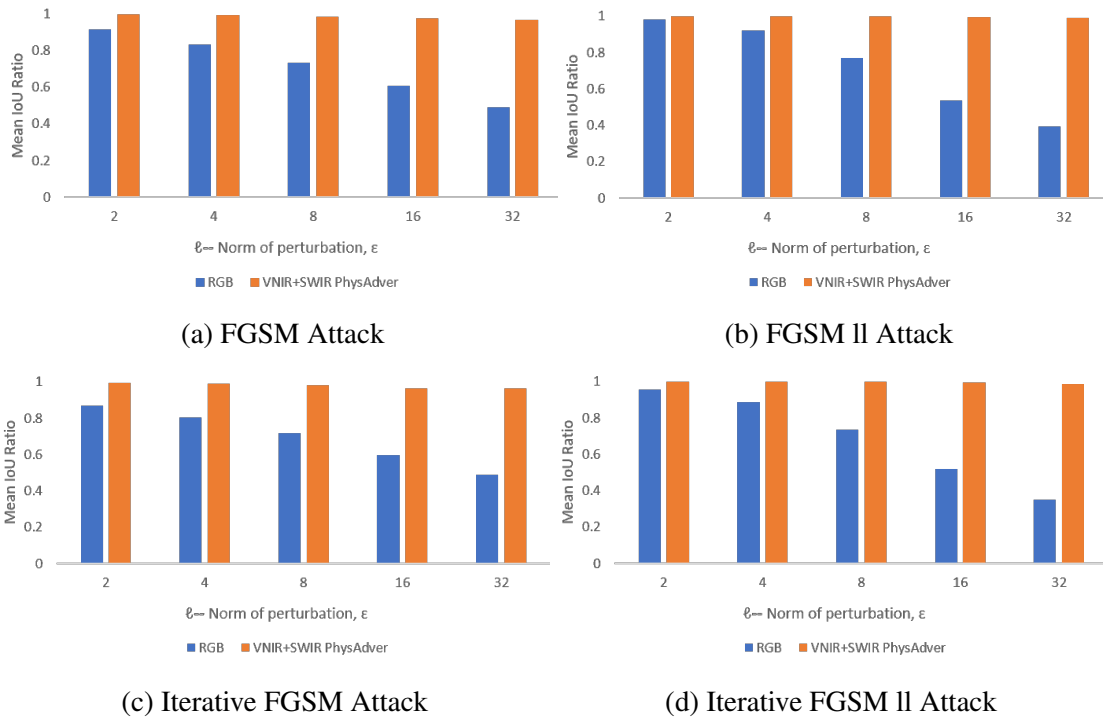 1
0.8
0.6
0.4
0.2
0
Mean IoU Ratio
2 4 8 16 32
ℓ∞ Norm of perturbation, ε
RGB VNIR+SWIR PhysAdver
(a) FGSM Attack
1
0.8
0.6
0.4
0.2
0
Mean IoU Ratio
2 4 8 16 32
ℓ∞ Norm of perturbation, ε
RGB VNIR+SWIR PhysAdver
(b) FGSM ll Attack
1
0.8
0.6
0.4
0.2
0
Mean IoU Ratio
2 4 8 16 32
ℓ∞ Norm of perturbation, ε
RGB VNIR+SWIR PhysAdver
(c) Iterative FGSM Attack
1
0.8
0.6
0.4
0.2
0
Mean IoU Ratio
2 4 8 16 32
ℓ∞ Norm of perturbation, ε
RGB VNIR+SWIR PhysAdver
(d) Iterative FGSM ll Attack